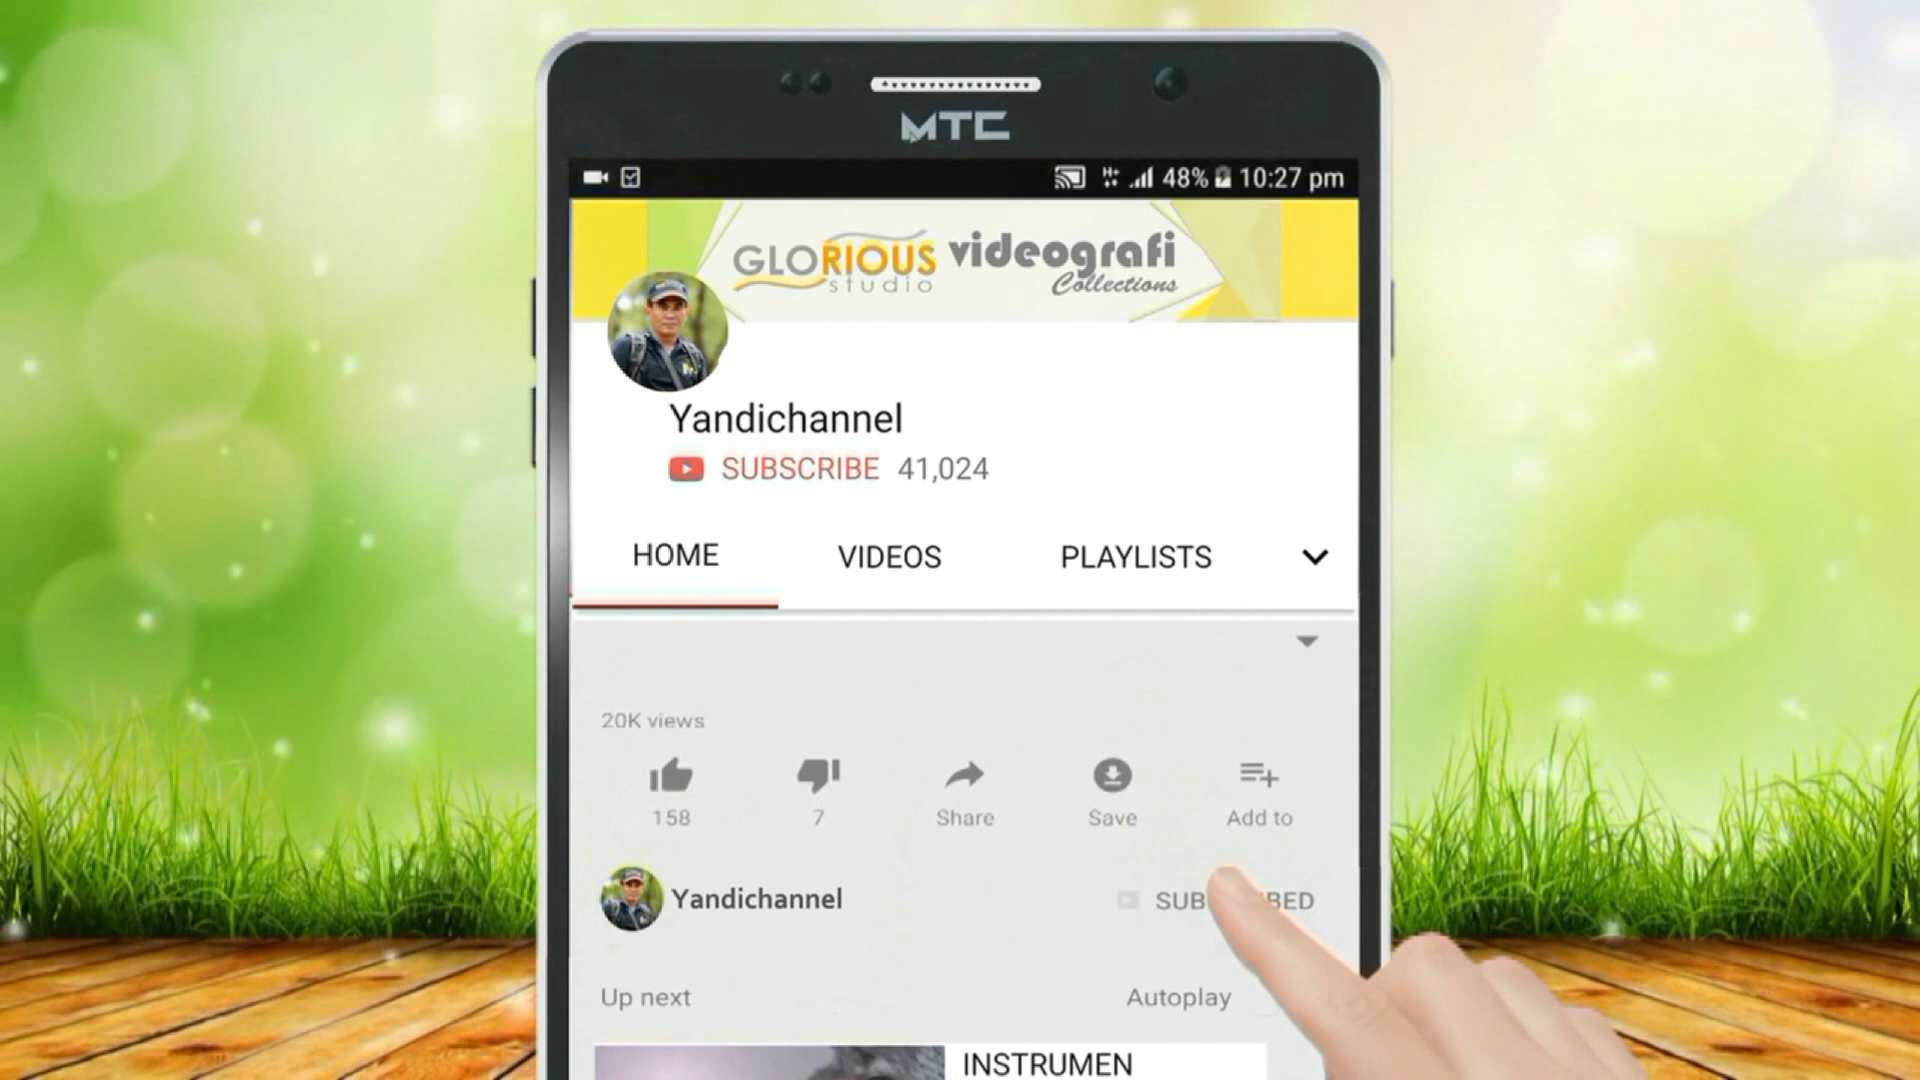 MTC
48% 10:27 pm
GLORIOUS studio
videografi Collections
Yandichannel
SUBSCRIBE 41,024
HOME VIDEOS PLAYLISTS
20K views
158 7 Share Save Add to
Yandichannel
Up next Autoplay
INSTRUMEN